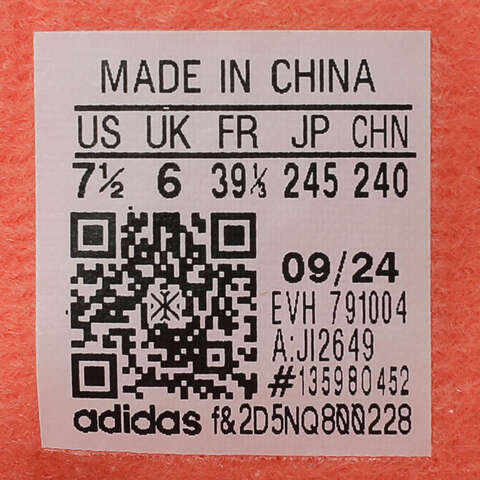 MADE IN CHINA
US UK FR JP CHN
7½ 6 39⅓ 245 240
09/24
EVH 791004
A:JI2649
#135980452
adidas f&2D5NQ800228